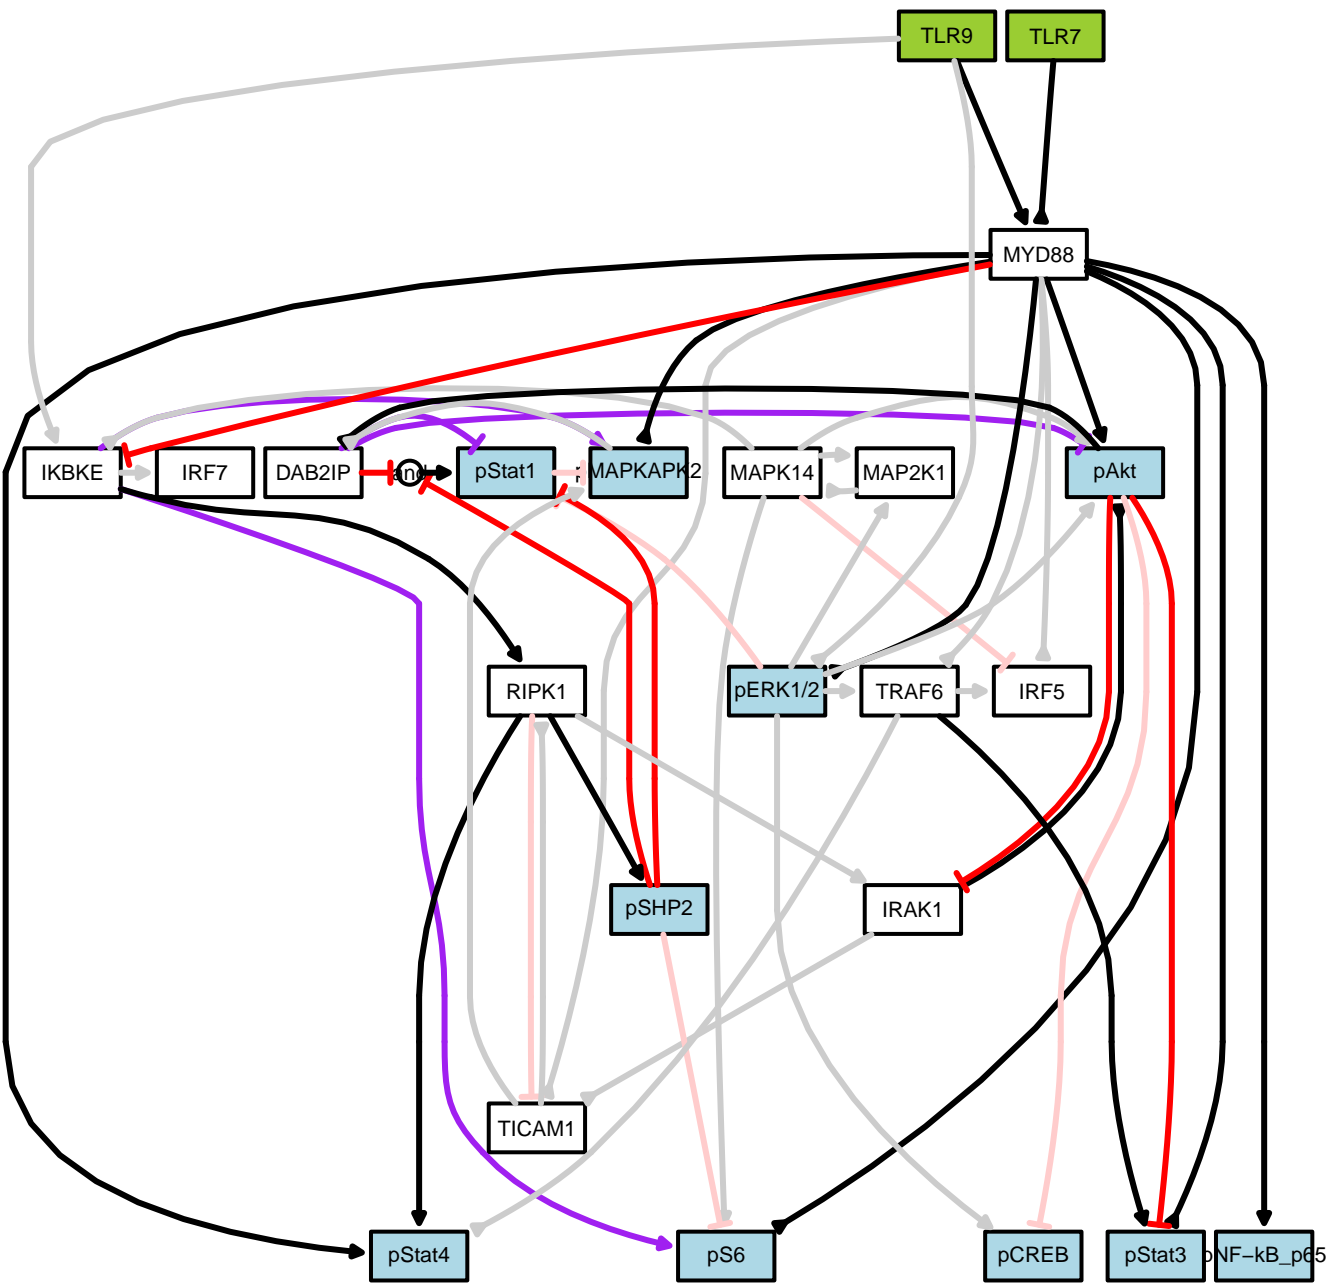 TLR9
TLR7
MYD88
IKBKE
IRF7
DAB2IP
and
pStat1
MAPKAPK2
MAPK14
MAP2K1
pAkt
RIPK1
pERK1/2
TRAF6
IRF5
pSHP2
IRAK1
TICAM1
pStat4
pS6
pCREB
pStat3
pNF−kB_p65